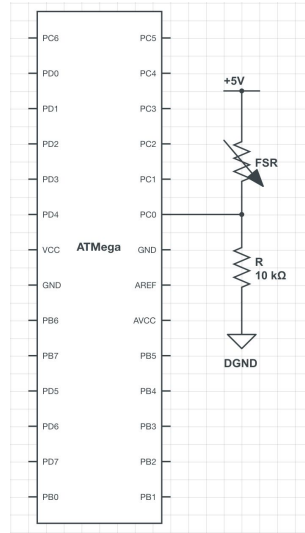 PC6 PC5
PD0 PC4
+5V
PD1 PC3
PD2 PC2
FSR
PD3 PC1
PD4 PC0
VCC ATMega GND
R
10 kΩ
GND AREF
PB6 AVCC
DGND
PB7 PB5
PD5 PB4
PD6 PB3
PD7 PB2
PB0 PB1